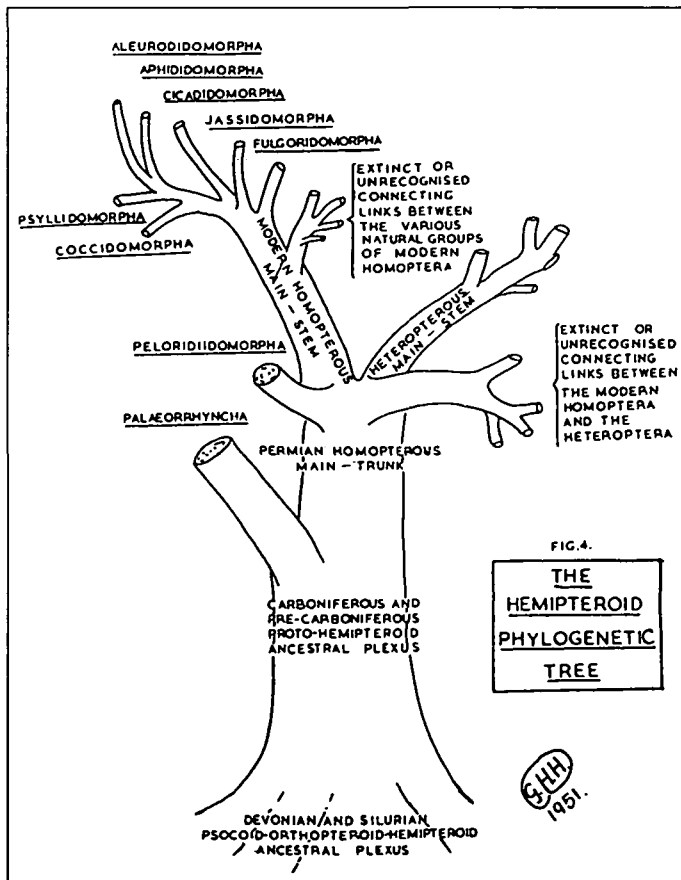 ALEURODIDOMORPHA
APHIDIDOMORPHA
CICADIDOMORPHA
JASSIDOMORPHA
FULGORIDOMORPHA
PSYLLIDOMORPHA
COCCIDOMORPHA
EXTINCT OR
UNRECOGNISED
CONNECTING
LINKS BETWEEN
THE VARIOUS
NATURAL GROUPS
OF MODERN
HOMOPTERA
MODERN HOMOPTEROUS
MAIN – STEM
HETEROPTEROUS
MAIN – STEM
PELORIDIIDOMORPHA
EXTINCT OR
UNRECOGNISED
CONNECTING
LINKS BETWEEN
THE MODERN
HOMOPTERA
AND THE
HETEROPTERA
PALAEORRHYNCHA
PERMIAN HOMOPTEROUS
MAIN – TRUNK
FIG.4.
THE
HEMIPTEROID
PHYLOGENETIC
TREE
CARBONIFEROUS AND
PRE-CARBONIFEROUS
PROTO-HEMIPTEROID
ANCESTRAL PLEXUS
G.H.H.
1951.
DEVONIAN AND SILURIAN
PSOCOID-ORTHOPTEROID-HEMIPTEROID
ANCESTRAL PLEXUS